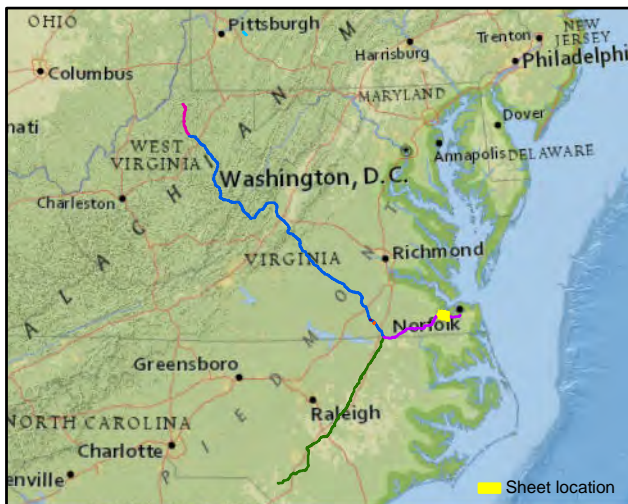 OHIO
Pittsburgh
NEW
JERSEY
Trenton
Harrisburg
Philadelphi
Columbus
MARYLAND
Dover
nati
WEST
VIRGINIA
Annapolis
DELAWARE
Washington, D.C.
Charleston
Richmond
VIRGINIA
A L A C H I A N M
P I E D M O N T
Norfolk
Greensboro
Raleigh
NORTH CAROLINA
Charlotte
enville
Sheet location